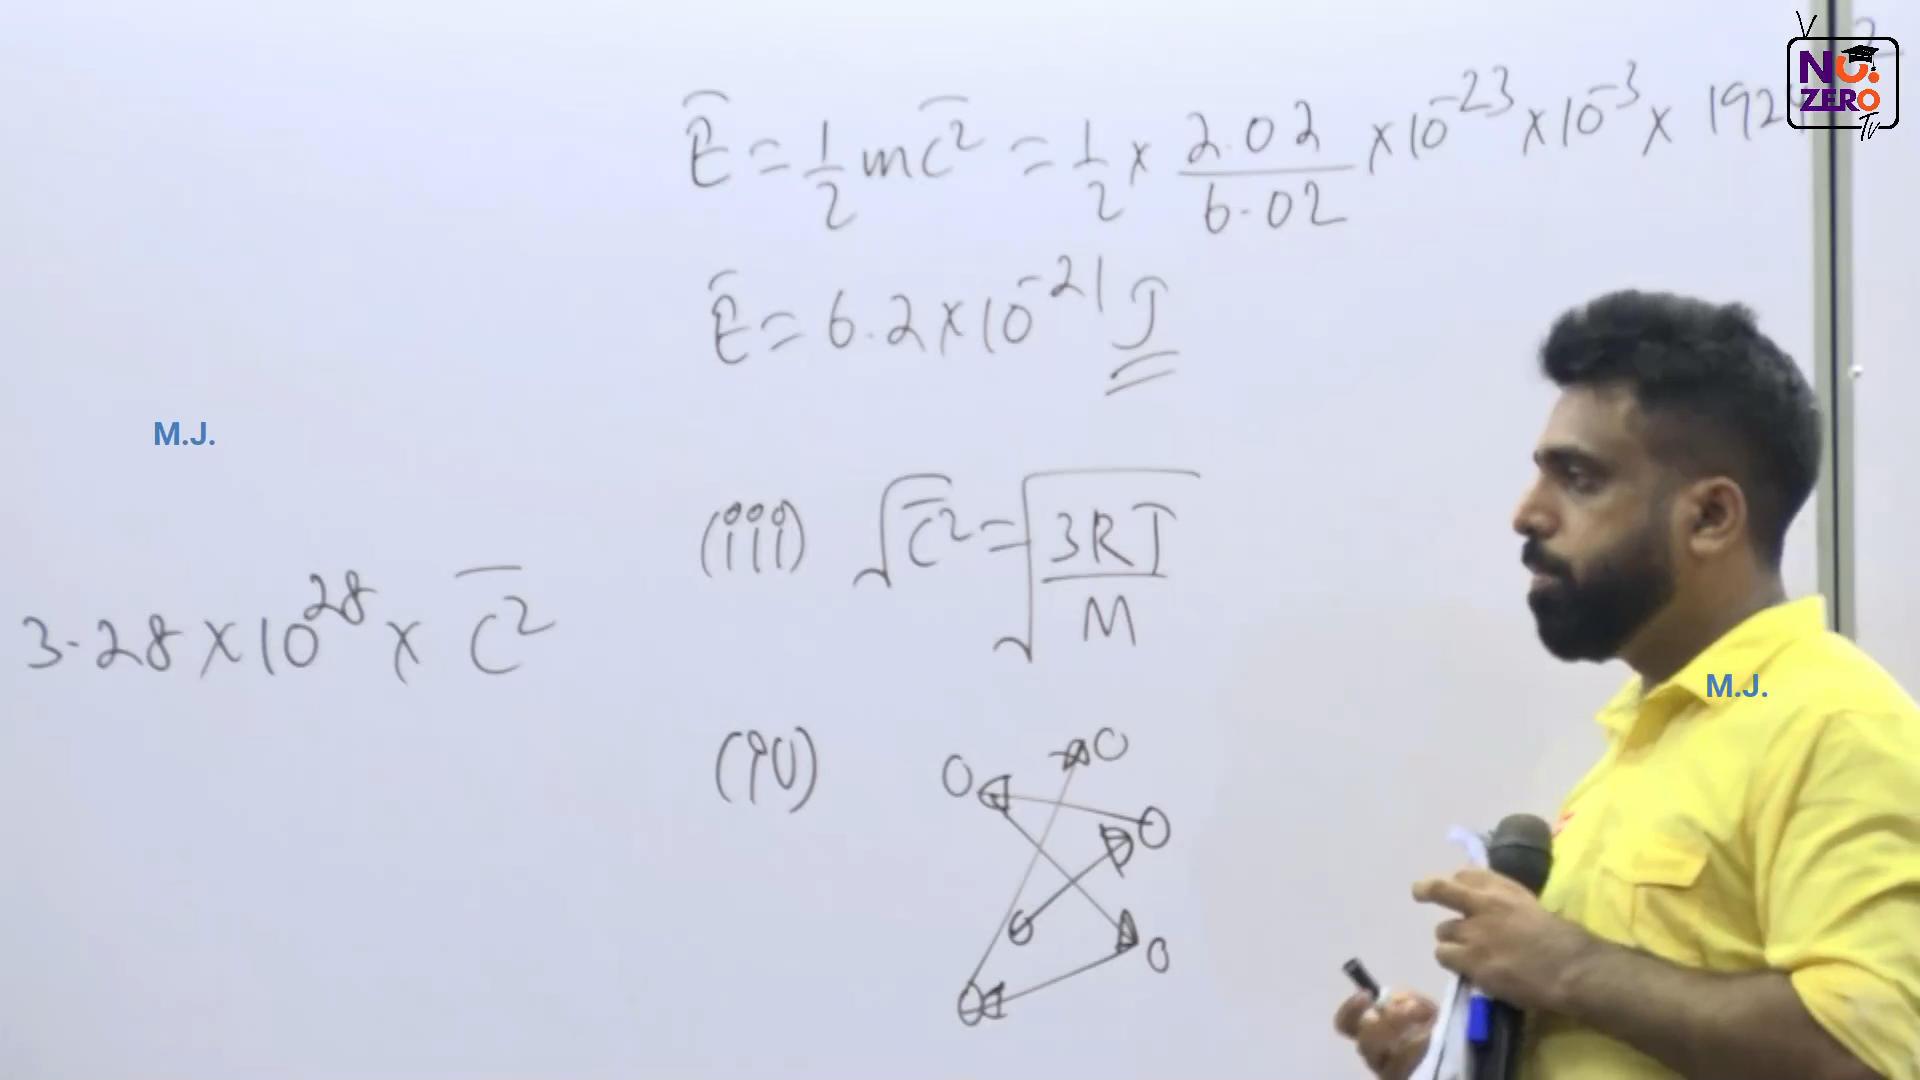 Ē = 1/2 m c̄² = 1/2 × 2.02/6.02 × 10⁻²³ × 10⁻³ × 192
Ē = 6.2 × 10⁻²¹ J
M.J.
(iii) √c̄² = √(3RT/M)
3.28 × 10²⁸ × c̄²
M.J.
(iv)
NO.
ZERO
TV